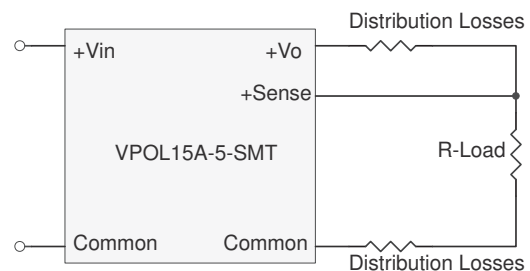 Distribution Losses
+Vin
+Vo
+Sense
VPOL15A-5-SMT
R-Load
Common
Common
Distribution Losses